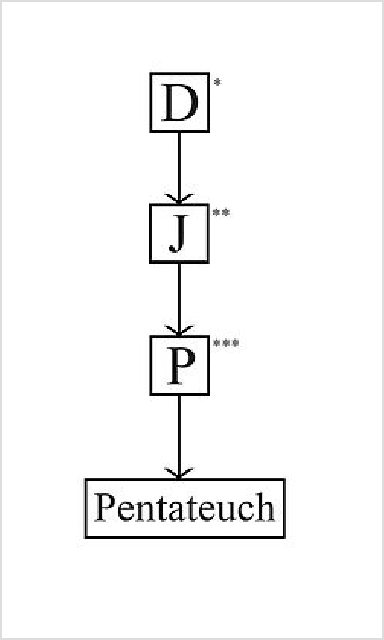 D *
J **
P ***
Pentateuch